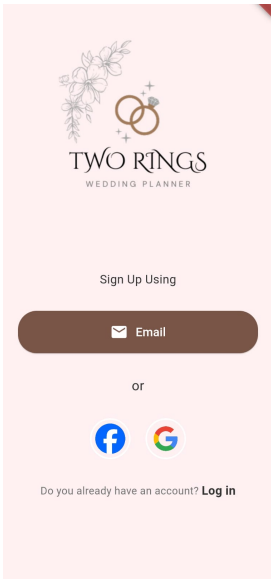 TWO RINGS
WEDDING PLANNER
Sign Up Using
Email
or
Do you already have an account? Log in